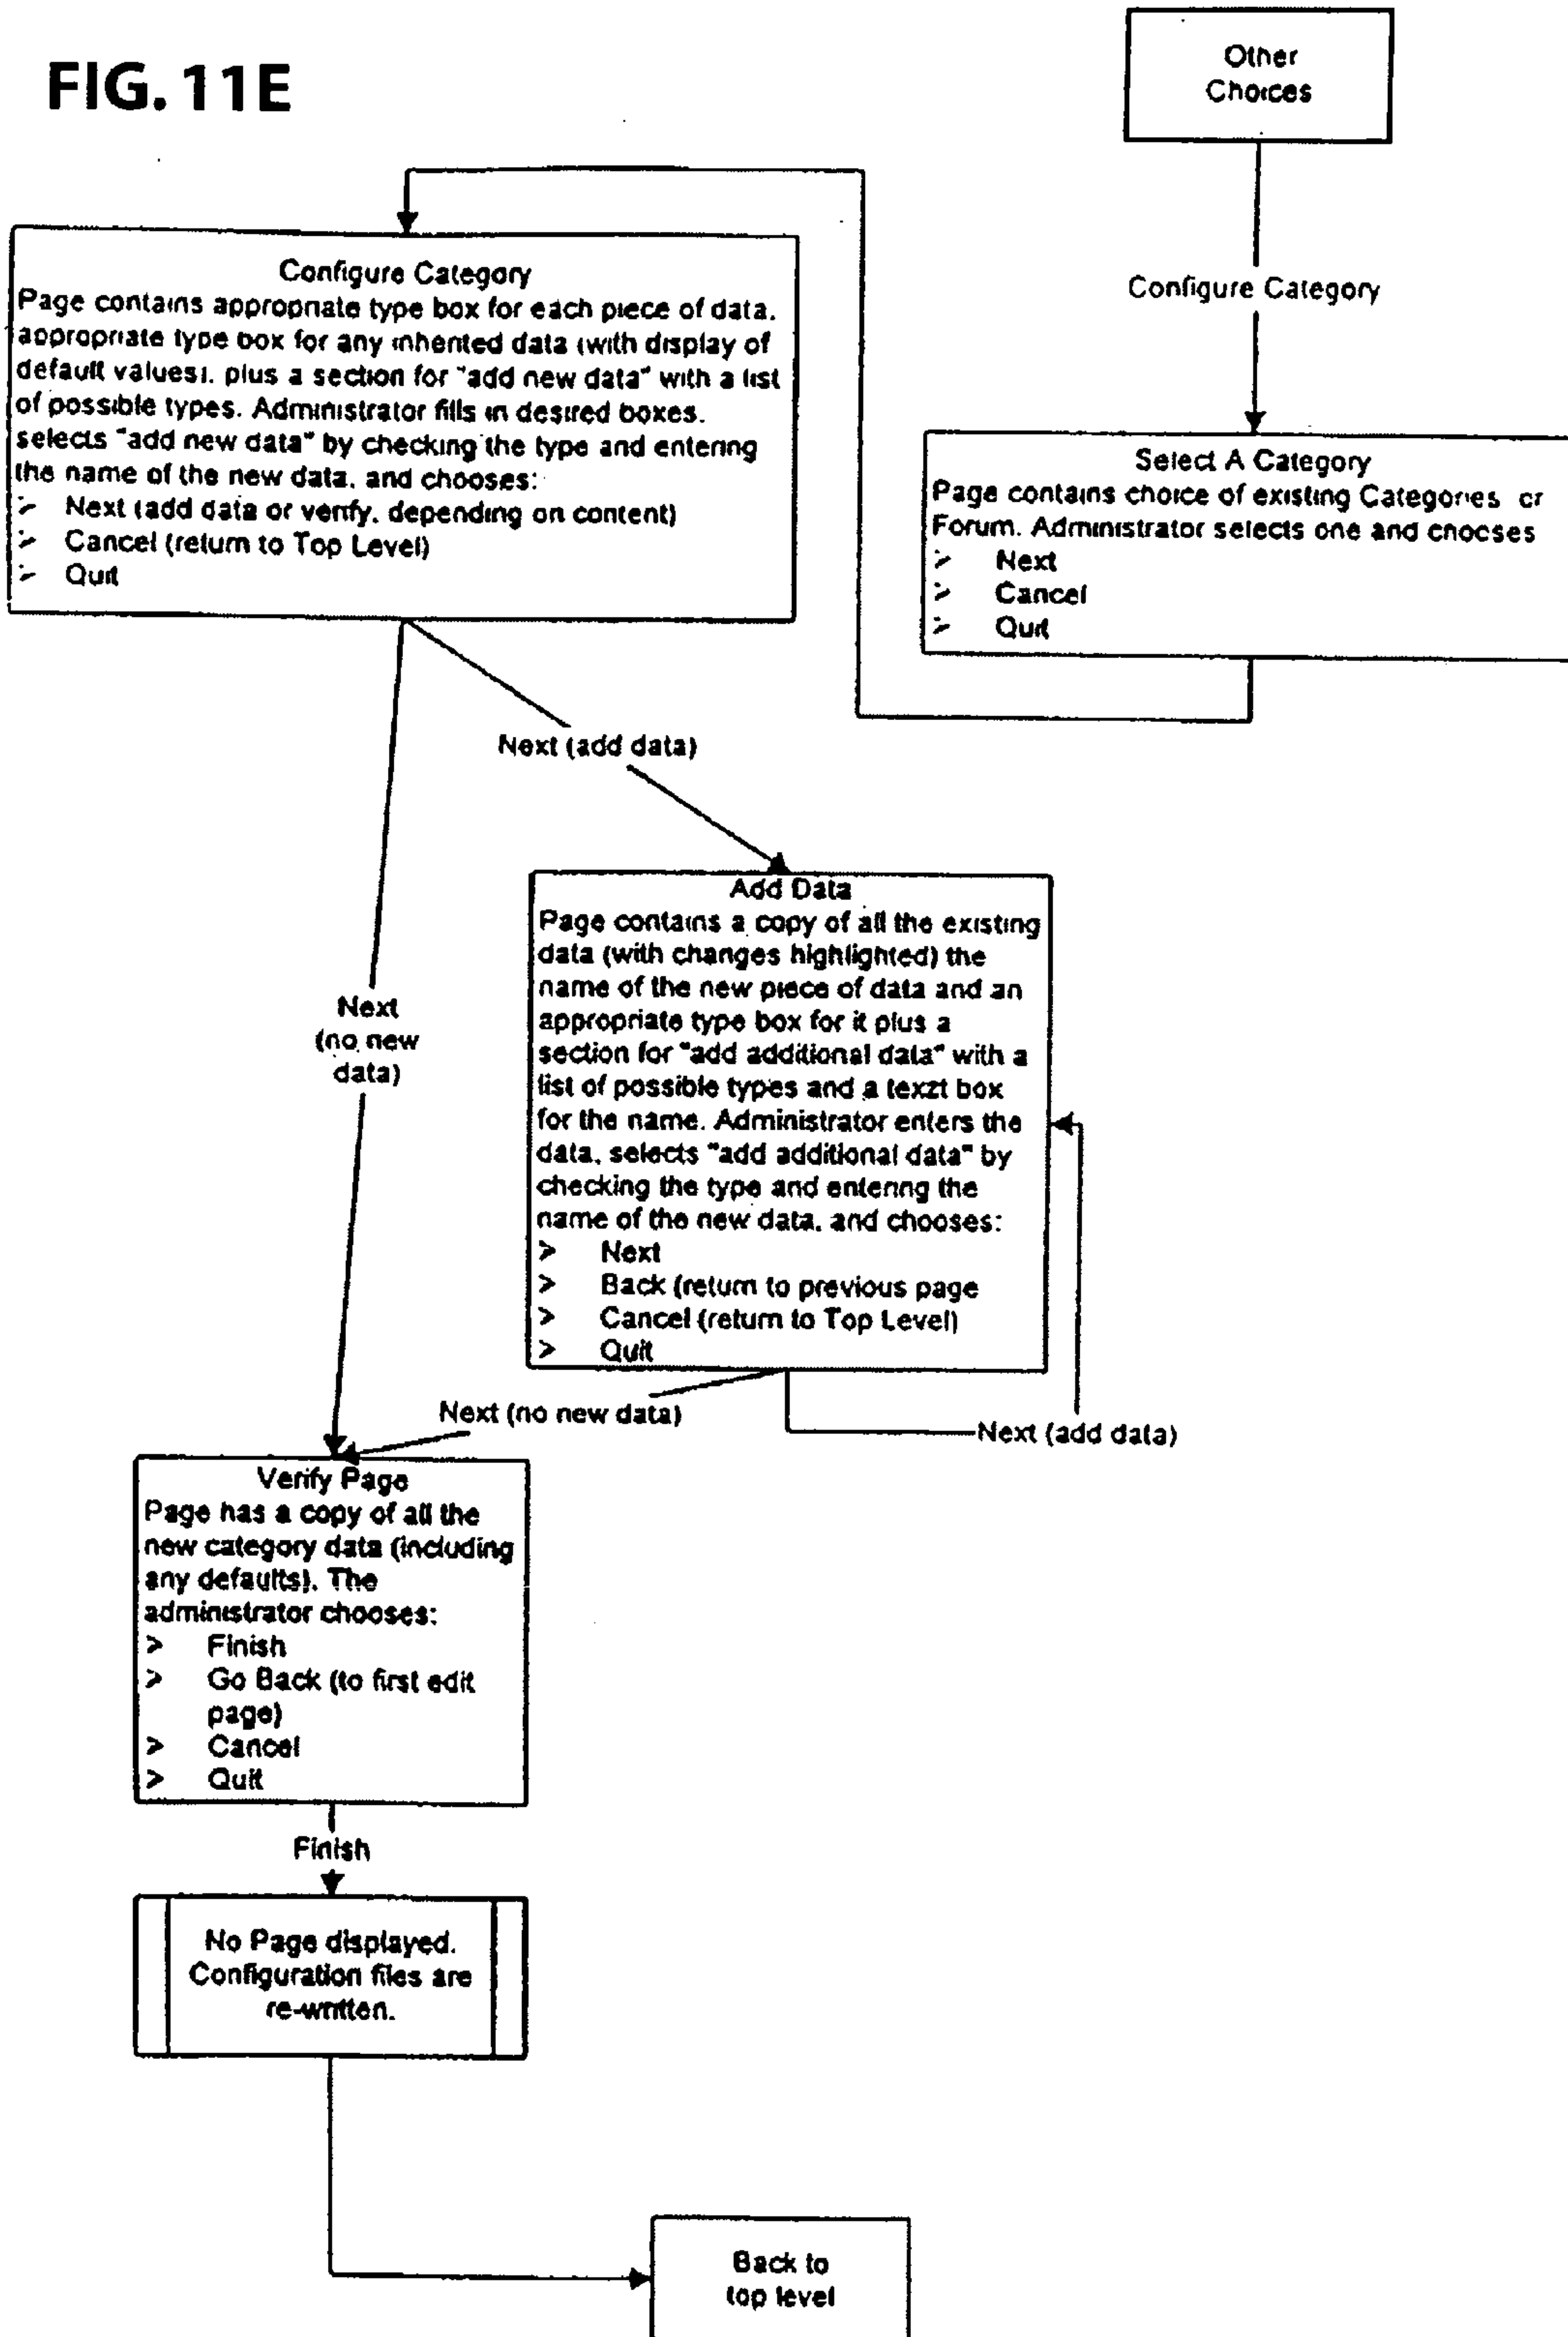 FIG. 11E
Other
Choices
Configure Category
Select A Category
Page contains choice of existing Categories or
Forum. Administrator selects one and chooses
> Next
> Cancel
> Quit
Configure Category
Page contains appropriate type box for each piece of data.
appropriate type box for any inherited data (with display of
default values). plus a section for "add new data" with a list
of possible types. Administrator fills in desired boxes.
selects "add new data" by checking the type and entering
the name of the new data. and chooses:
> Next (add data or verify. depending on content)
> Cancel (return to Top Level)
> Quit
Next (add data)
Next
(no new
data)
Add Data
Page contains a copy of all the existing
data (with changes highlighted) the
name of the new piece of data and an
appropriate type box for it plus a
section for "add additional data" with a
list of possible types and a texzt box
for the name. Administrator enters the
data, selects "add additional data" by
checking the type and entering the
name of the new data. and chooses:
> Next
> Back (return to previous page
> Cancel (return to Top Level)
> Quit
Next (no new data)
Next (add data)
Verify Page
Page has a copy of all the
new category data (including
any defaults). The
administrator chooses:
> Finish
> Go Back (to first edit
page)
> Cancel
> Quit
Finish
No Page displayed.
Configuration files are
re-written.
Back to
top level